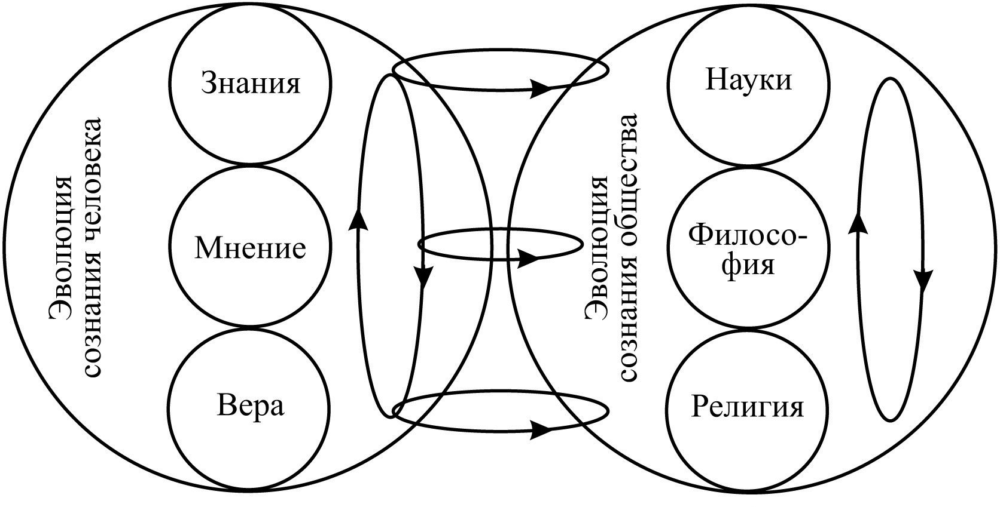 Эволюция
сознания человека
Знания
Мнение
Вера
Эволюция
сознания общества
Науки
Филосо-
фия
Религия